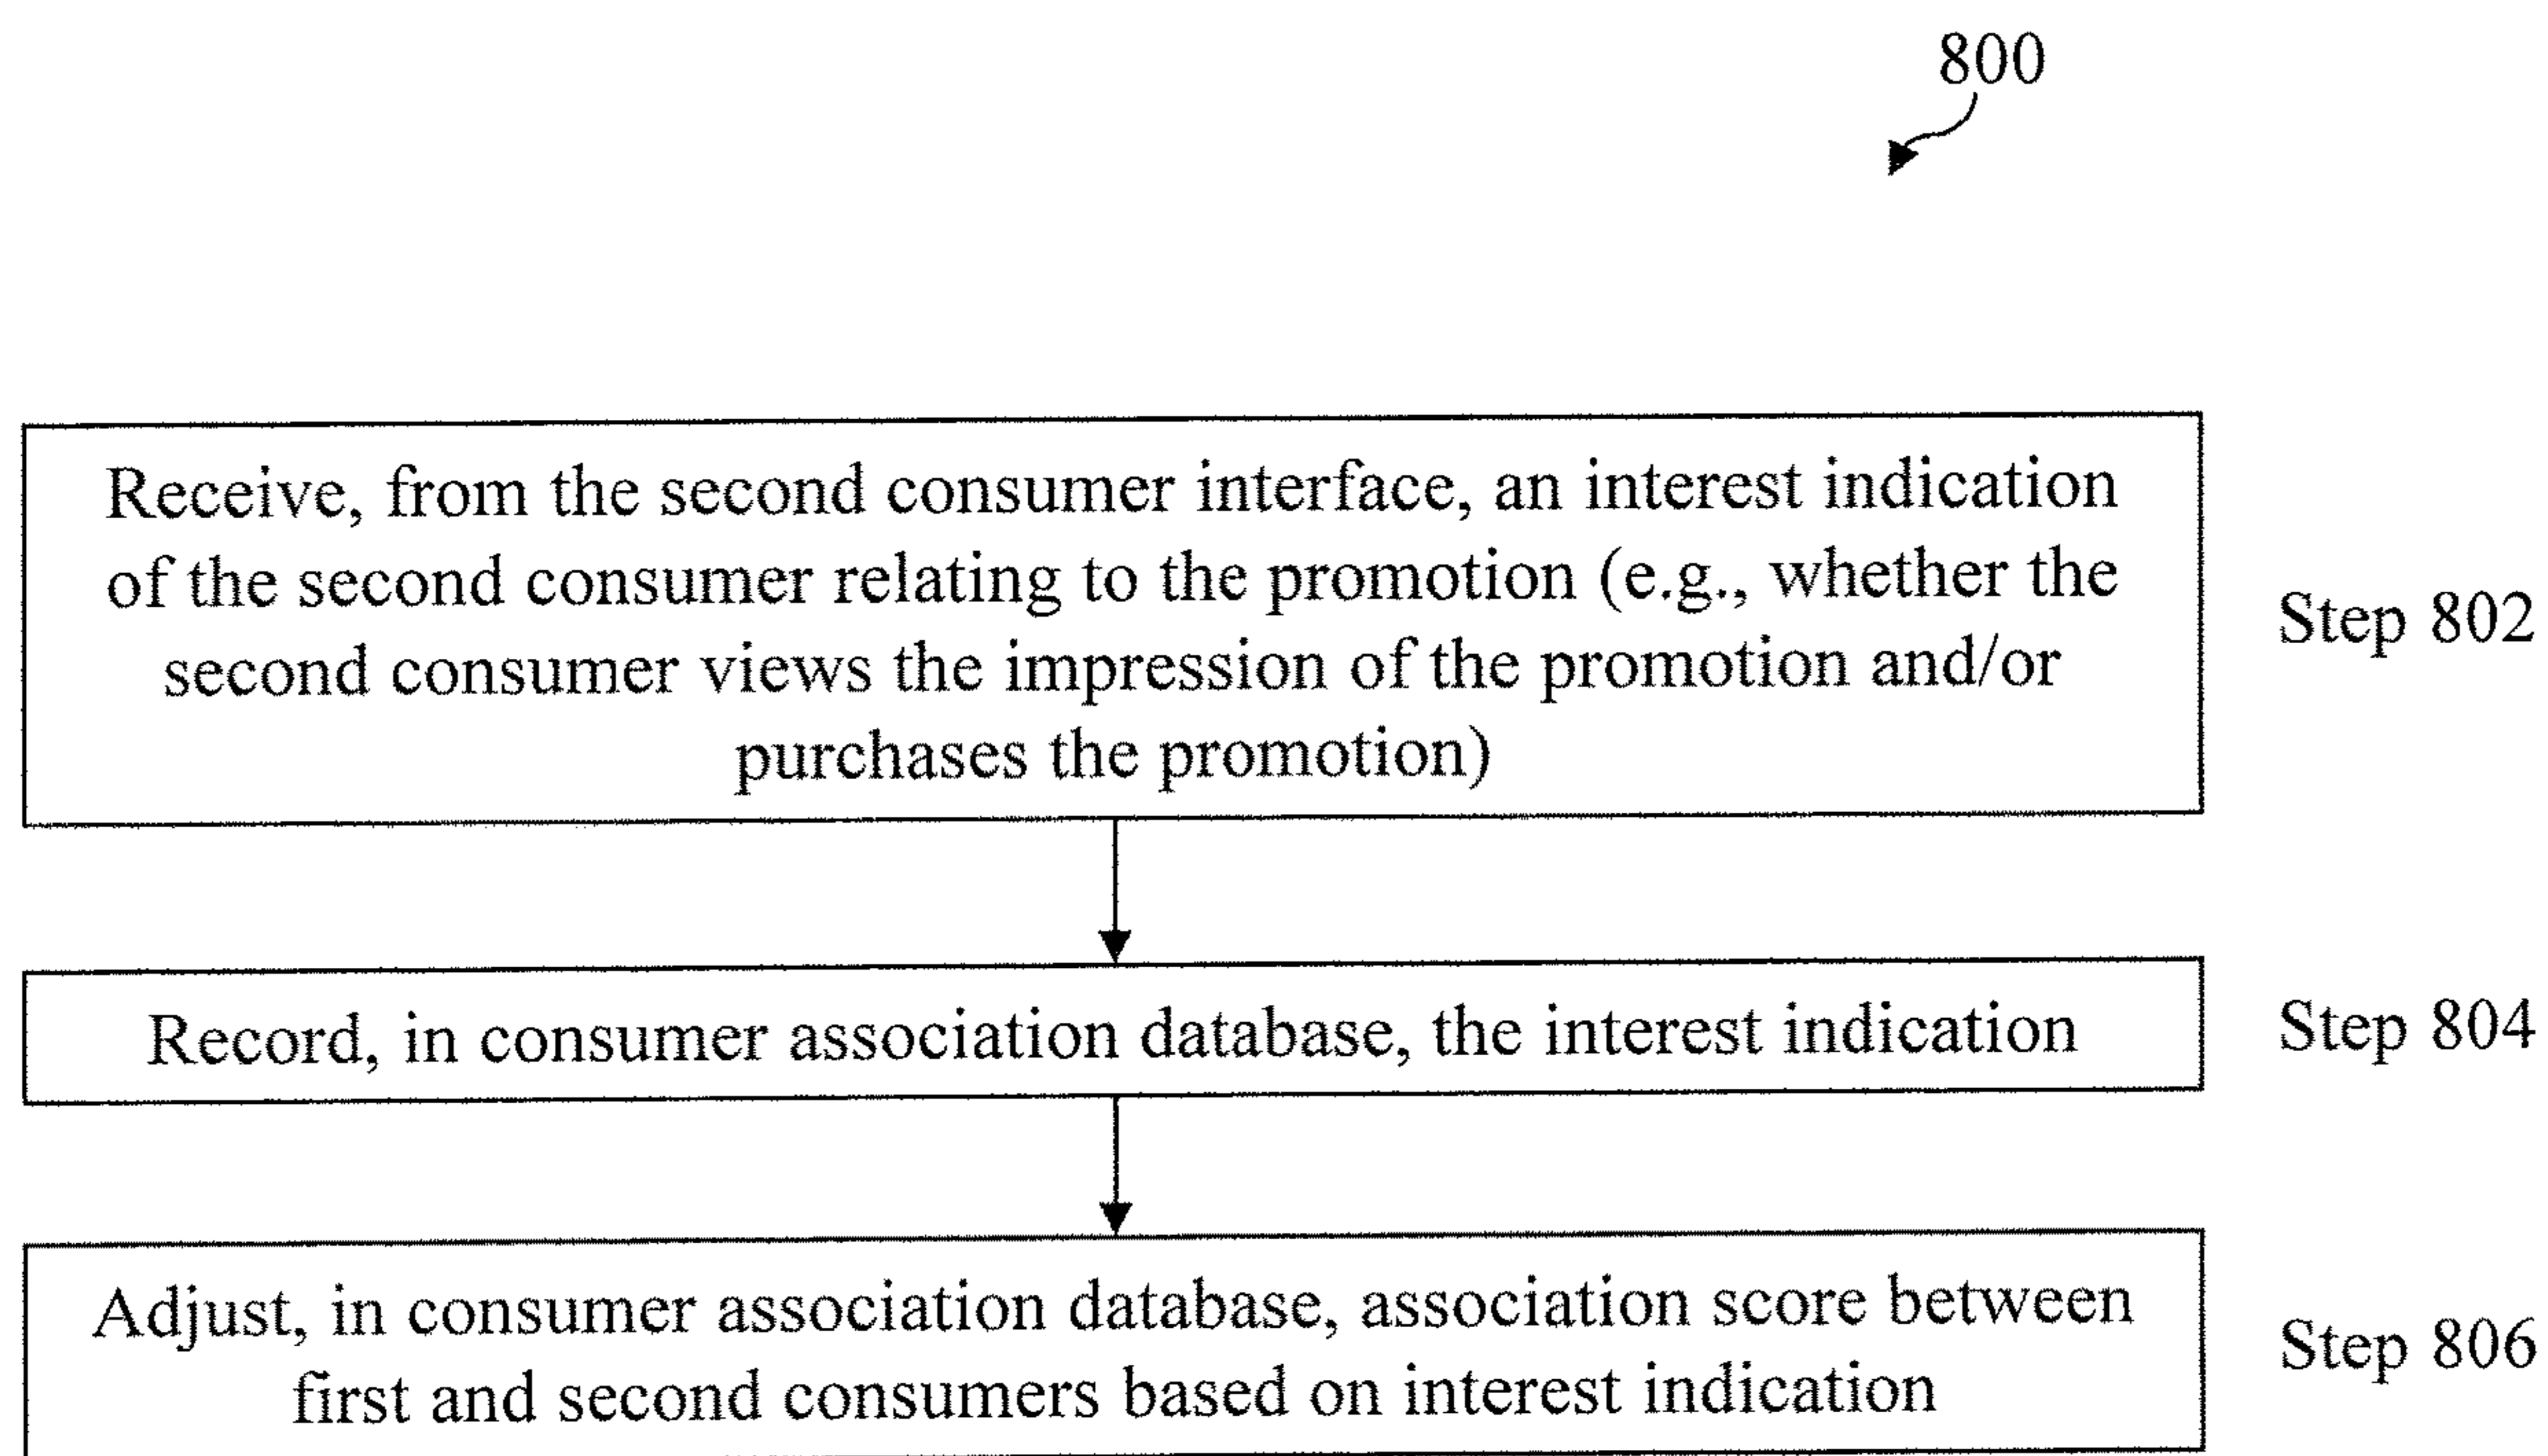 800
Receive, from the second consumer interface, an interest indication
of the second consumer relating to the promotion (e.g., whether the
second consumer views the impression of the promotion and/or
purchases the promotion)
Step 802
Record, in consumer association database, the interest indication
Step 804
Adjust, in consumer association database, association score between
first and second consumers based on interest indication
Step 806